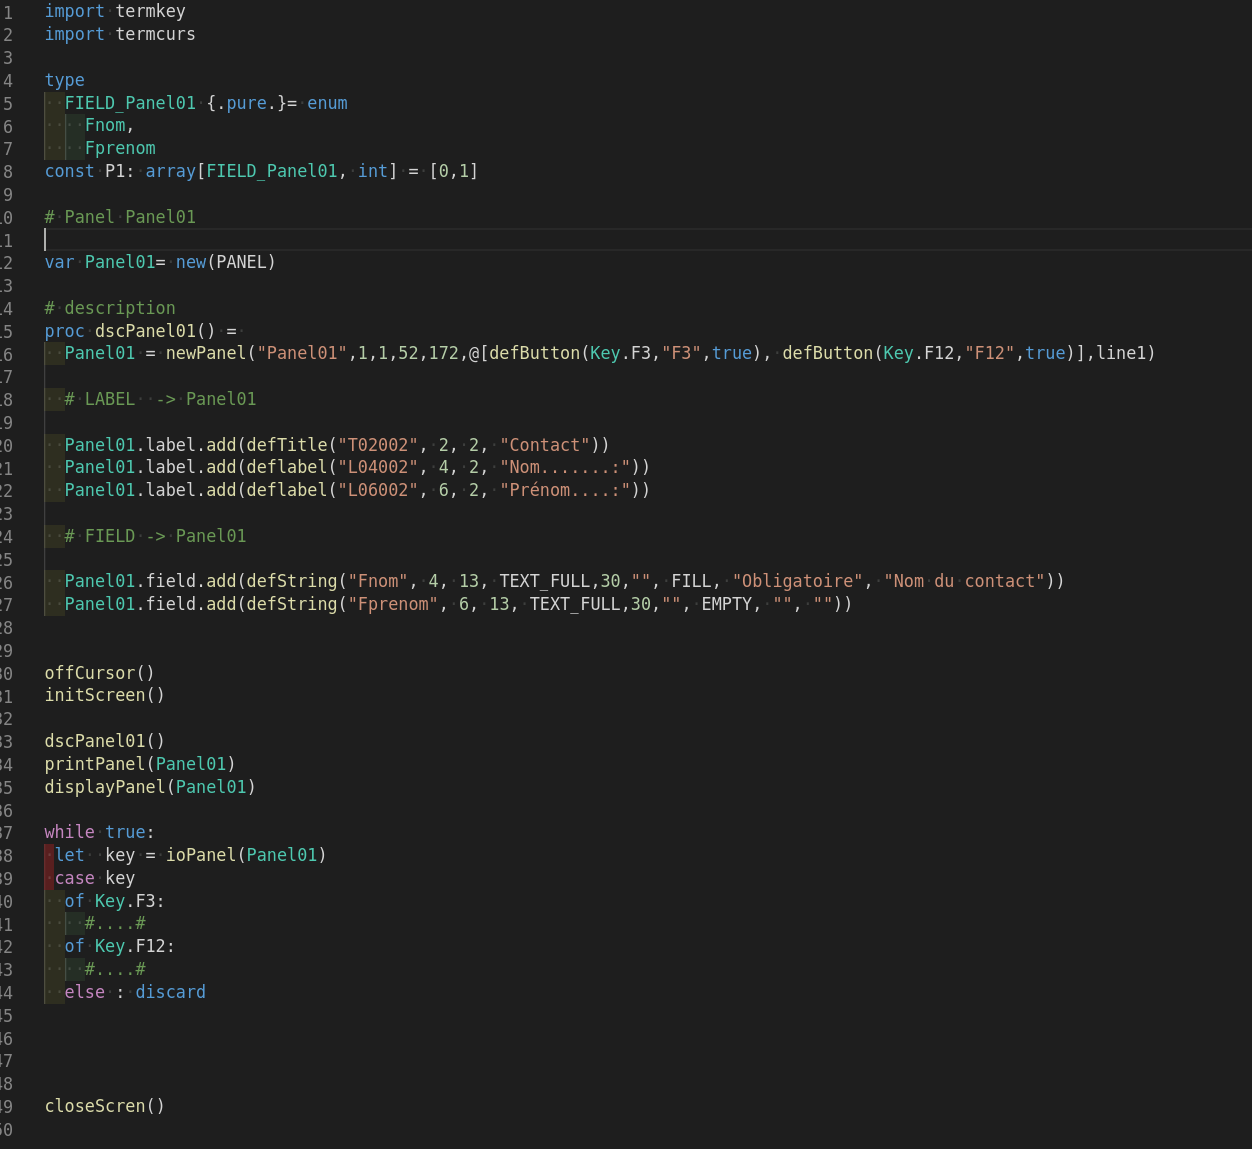 1 import termkey
2 import termcurs
3
4 type
5   FIELD_Panel01 {.pure.}= enum
6     Fnom,
7     Fprenom
8 const P1: array[FIELD_Panel01, int] = [0,1]
9
10 # Panel Panel01
11
12 var Panel01= new(PANEL)
13
14 # description
15 proc dscPanel01() =
16   Panel01 = newPanel("Panel01",1,1,52,172,@[defButton(Key.F3,"F3",true), defButton(Key.F12,"F12",true)],line1)
17
18   # LABEL  -> Panel01
19
20   Panel01.label.add(defTitle("T02002", 2, 2, "Contact"))
21   Panel01.label.add(deflabel("L04002", 4, 2, "Nom.......:"))
22   Panel01.label.add(deflabel("L06002", 6, 2, "Prénom....:"))
23
24   # FIELD -> Panel01
25
26   Panel01.field.add(defString("Fnom", 4, 13, TEXT_FULL,30,"", FILL, "Obligatoire", "Nom du contact"))
27   Panel01.field.add(defString("Fprenom", 6, 13, TEXT_FULL,30,"", EMPTY, "", ""))
28
29
30 offCursor()
31 initScreen()
32
33 dscPanel01()
34 printPanel(Panel01)
35 displayPanel(Panel01)
36
37 while true:
38  let  key = ioPanel(Panel01)
39  case key
40   of Key.F3:
41     #....#
42   of Key.F12:
43     #....#
44   else : discard
45
46
47
48
49 closeScren()
50